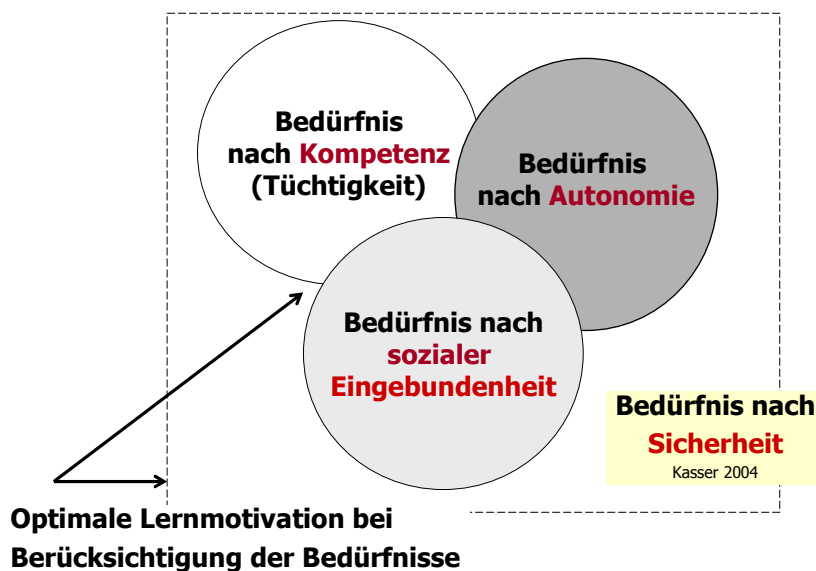 Bedürfnis
nach Kompetenz
(Tüchtigkeit)
Bedürfnis
nach Autonomie
Bedürfnis nach
sozialer
Eingebundenheit
Bedürfnis nach
Sicherheit
Kasser 2004
Optimale Lernmotivation bei
Berücksichtigung der Bedürfnisse